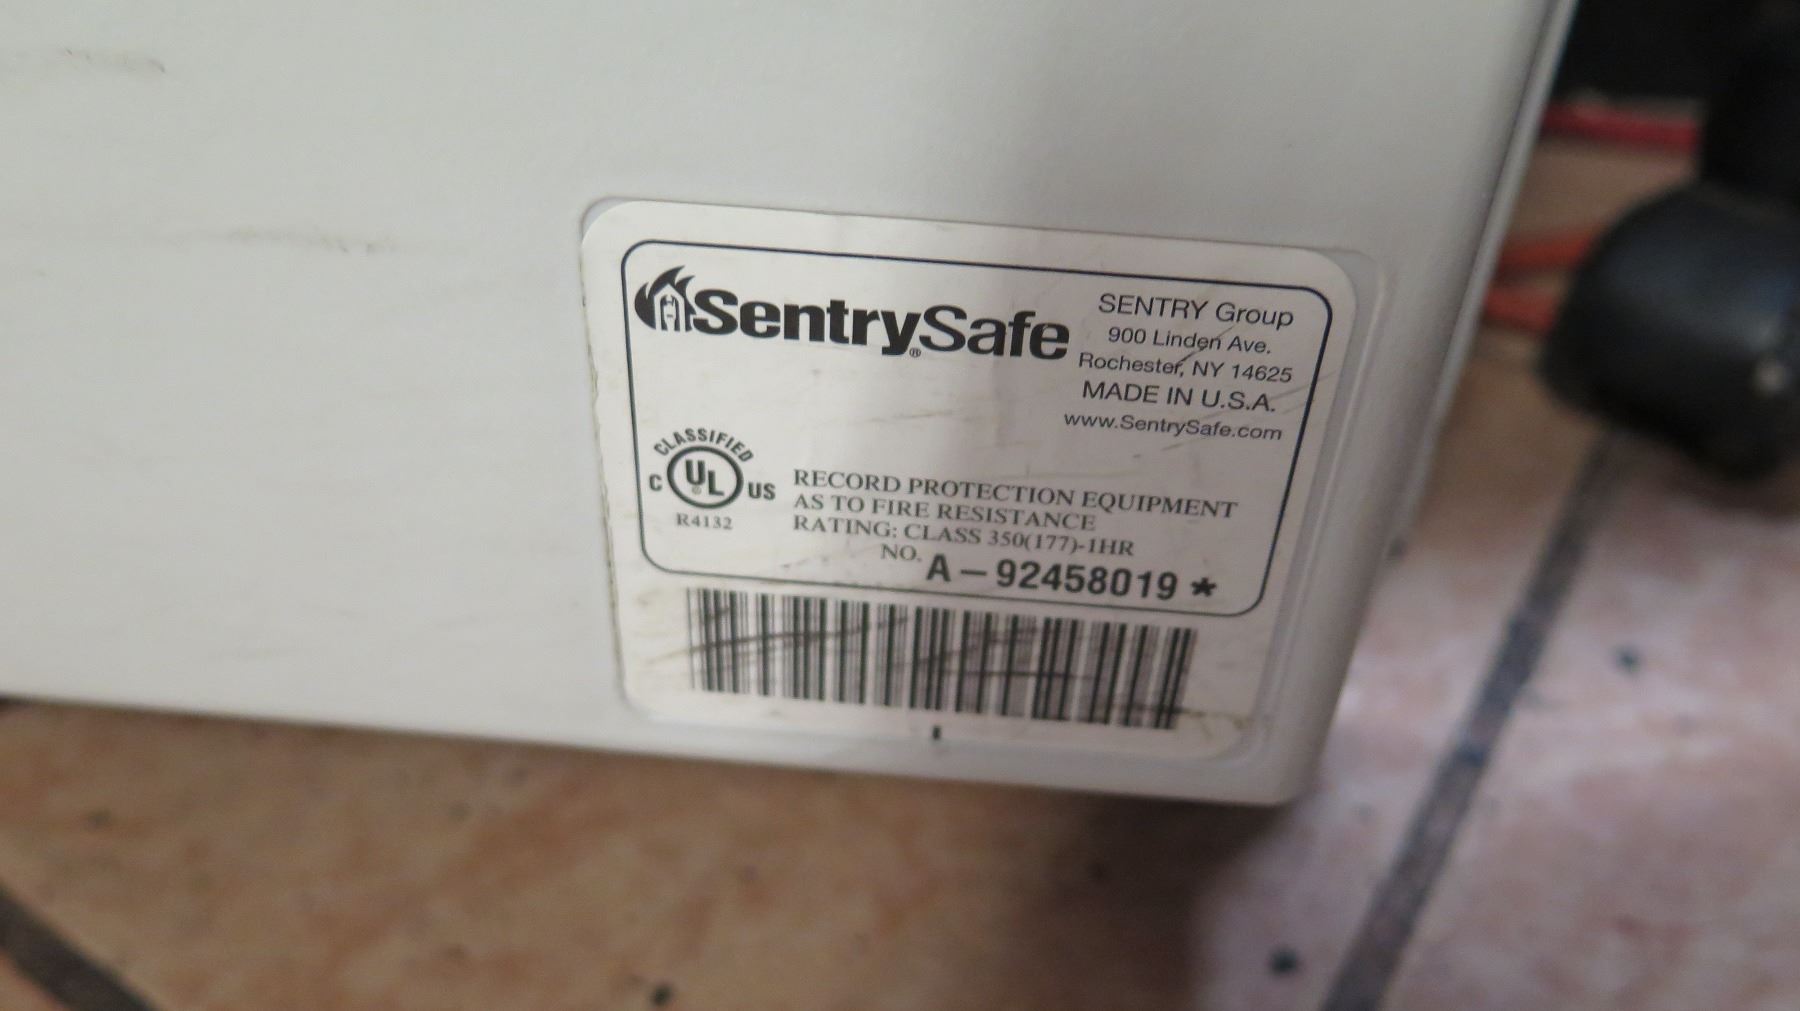 SentrySafe®
SENTRY Group
900 Linden Ave.
Rochester, NY 14625
MADE IN U.S.A.
www.SentrySafe.com
CLASSIFIED
C UL® US
R4132
RECORD PROTECTION EQUIPMENT
AS TO FIRE RESISTANCE
RATING: CLASS 350(177)-1HR
NO. A-92458019*